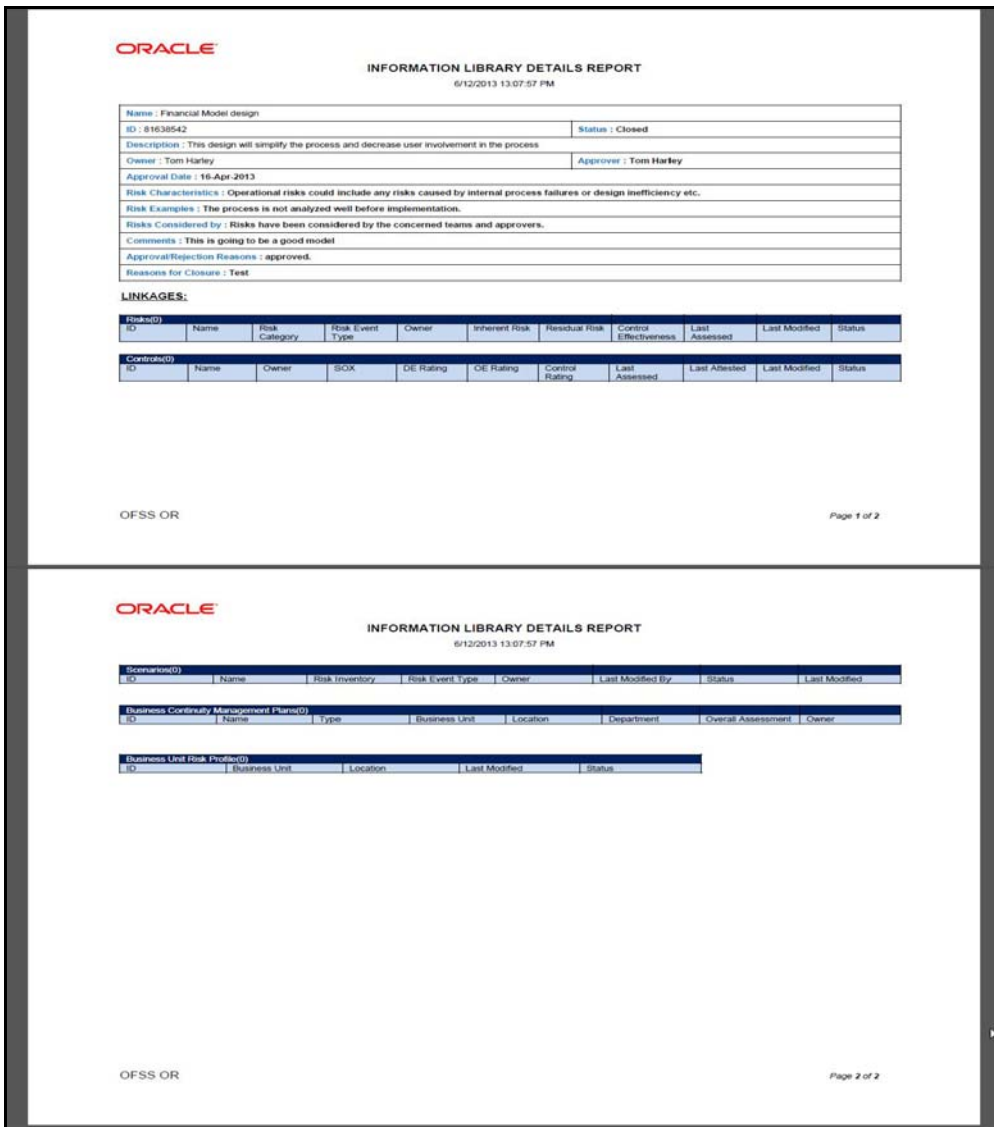 ORACLE
INFORMATION LIBRARY DETAILS REPORT
6/12/2013 13:07:57 PM
Name : Financial Model design
ID : 81638542 Status : Closed
Description : This design will simplify the process and decrease user involvement in the process
Owner : Tom Harley Approver : Tom Harley
Approval Date : 16-Apr-2013
Risk Characteristics : Operational risks could include any risks caused by internal process failures or design inefficiency etc.
Risk Examples : The process is not analyzed well before implementation.
Risks Considered by : Risks have been considered by the concerned teams and approvers.
Comments : This is going to be a good model
Approval/Rejection Reasons : approved.
Reasons for Closure : Test
LINKAGES:
Risks(0)
ID Name Risk Category Risk Event Type Owner Inherent Risk Residual Risk Control Effectiveness Last Assessed Last Modified Status
Controls(0)
ID Name Owner SOX DE Rating OE Rating Control Rating Last Assessed Last Attested Last Modified Status
OFSS OR Page 1 of 2
ORACLE
INFORMATION LIBRARY DETAILS REPORT
6/12/2013 13:07:57 PM
Scenarios(0)
ID Name Risk Inventory Risk Event Type Owner Last Modified By Status Last Modified
Business Continuity Management Plans(0)
ID Name Type Business Unit Location Department Overall Assessment Owner
Business Unit Risk Profile(0)
ID Business Unit Location Last Modified Status
OFSS OR Page 2 of 2